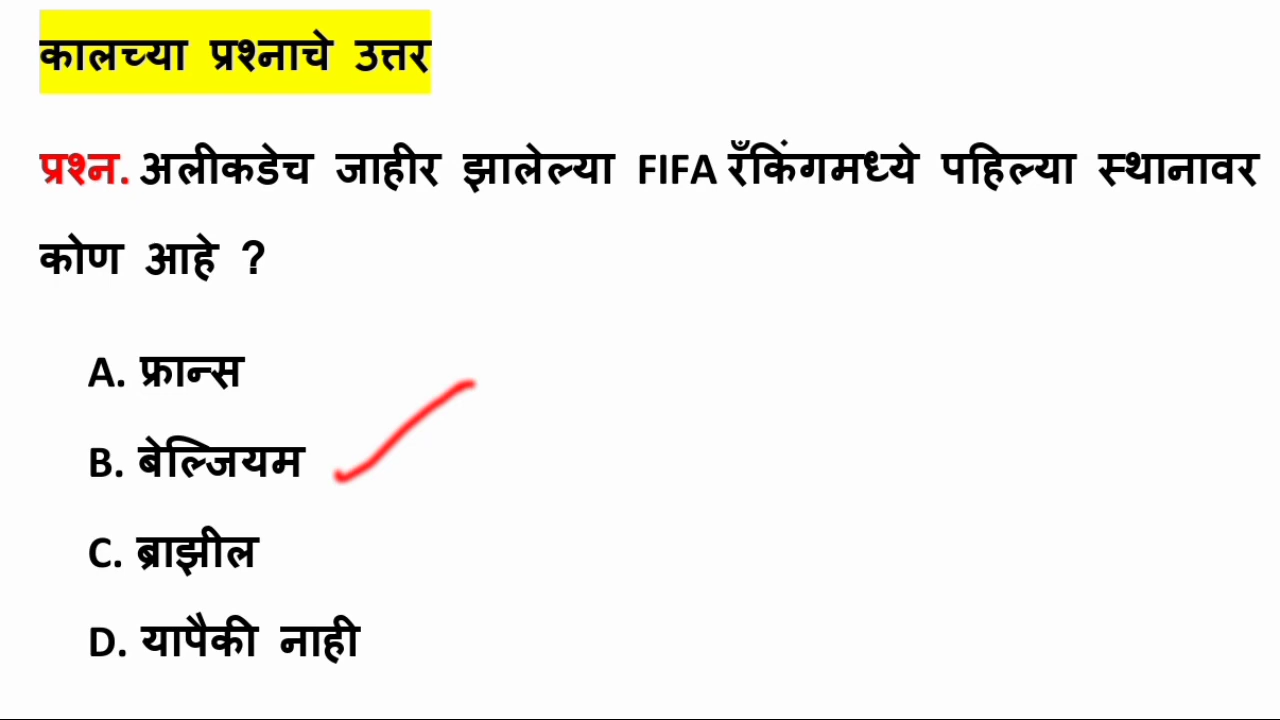 कालच्या प्रश्नाचे उत्तर
प्रश्न. अलीकडेच जाहीर झालेल्या FIFA रँकिंगमध्ये पहिल्या स्थानावर
कोण आहे ?
A. फ्रान्स
B. बेल्जियम
C. ब्राझील
D. यापैकी नाही